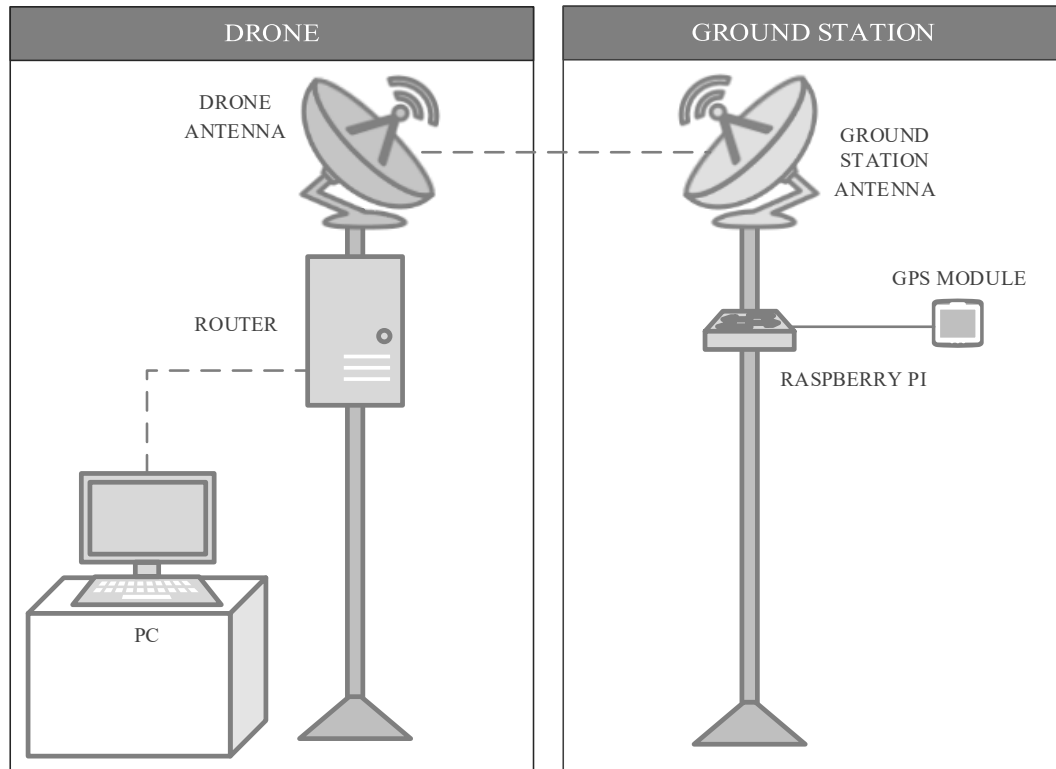 DRONE
GROUND STATION
DRONE
ANTENNA
GROUND
STATION
ANTENNA
GPS MODULE
ROUTER
RASPBERRY PI
PC